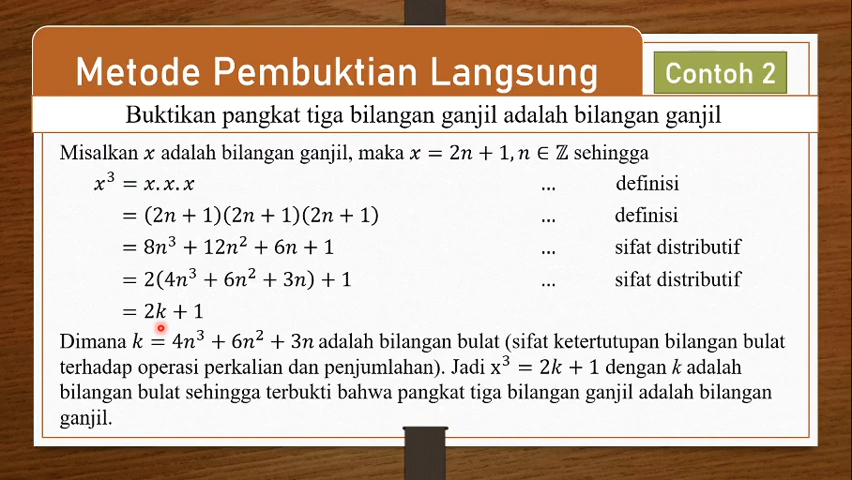 Metode Pembuktian Langsung
Contoh 2
Buktikan pangkat tiga bilangan ganjil adalah bilangan ganjil
Misalkan x adalah bilangan ganjil, maka x = 2n + 1, n ∈ ℤ sehingga
x³ = x.x.x ... definisi
= (2n + 1)(2n + 1)(2n + 1) ... definisi
= 8n³ + 12n² + 6n + 1 ... sifat distributif
= 2(4n³ + 6n² + 3n) + 1 ... sifat distributif
= 2k + 1
Dimana k = 4n³ + 6n² + 3n adalah bilangan bulat (sifat ketertutupan bilangan bulat
terhadap operasi perkalian dan penjumlahan). Jadi x³ = 2k + 1 dengan k adalah
bilangan bulat sehingga terbukti bahwa pangkat tiga bilangan ganjil adalah bilangan
ganjil.